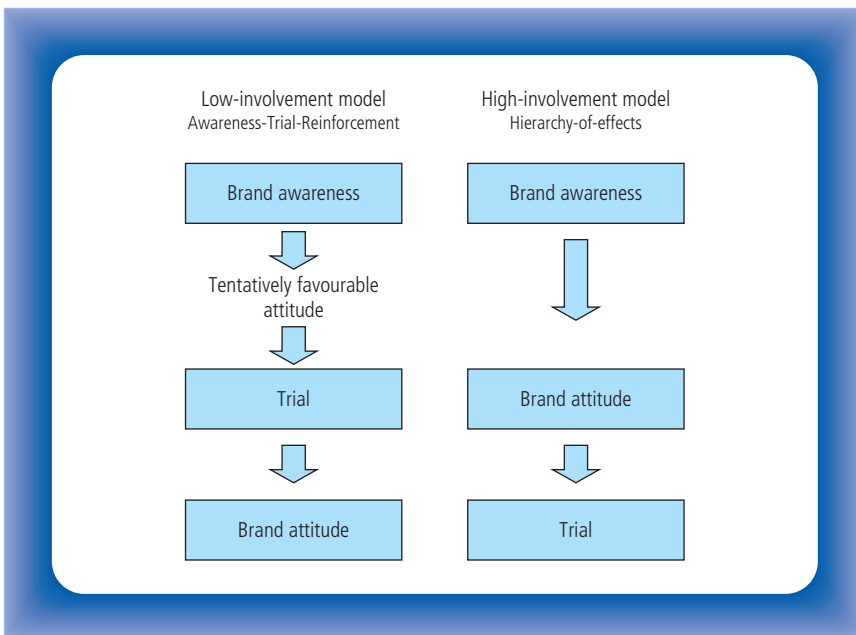 Low-involvement model
Awareness-Trial-Reinforcement
Brand awareness
Tentatively favourable
attitude
Trial
Brand attitude
High-involvement model
Hierarchy-of-effects
Brand awareness
Brand attitude
Trial